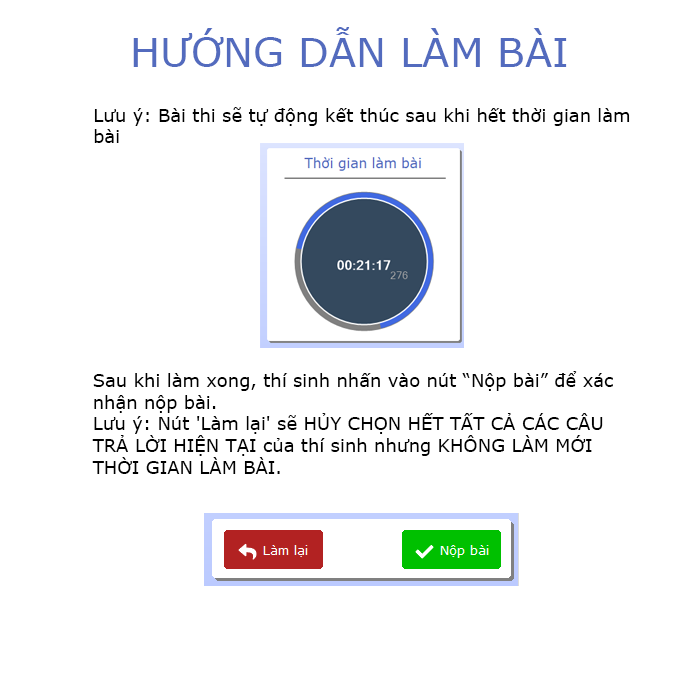 HƯỚNG DẪN LÀM BÀI
Lưu ý: Bài thi sẽ tự động kết thúc sau khi hết thời gian làm
bài
Thời gian làm bài
00:21:17
276
Sau khi làm xong, thí sinh nhấn vào nút “Nộp bài” để xác
nhận nộp bài.
Lưu ý: Nút 'Làm lại' sẽ HỦY CHỌN HẾT TẤT CẢ CÁC CÂU
TRẢ LỜI HIỆN TẠI của thí sinh nhưng KHÔNG LÀM MỚI
THỜI GIAN LÀM BÀI.
Làm lại
Nộp bài